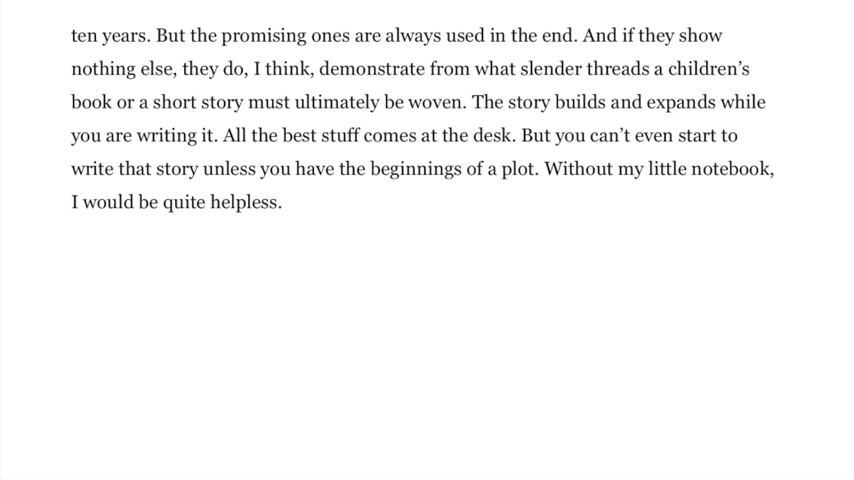 ten years. But the promising ones are always used in the end. And if they show
nothing else, they do, I think, demonstrate from what slender threads a children’s
book or a short story must ultimately be woven. The story builds and expands while
you are writing it. All the best stuff comes at the desk. But you can’t even start to
write that story unless you have the beginnings of a plot. Without my little notebook,
I would be quite helpless.